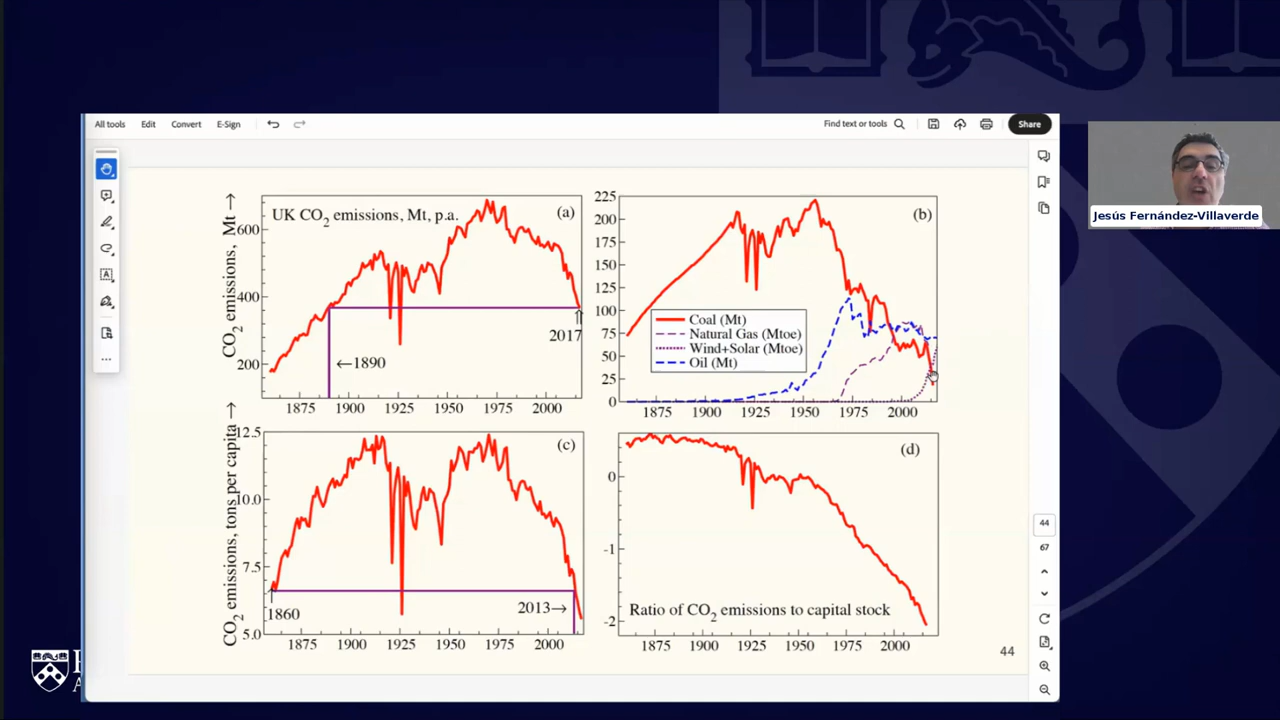 All tools Edit Convert E-Sign
Find text or tools
Share
Jesús Fernández-Villaverde
CO2 emissions, Mt →
UK CO2 emissions, Mt, p.a.
(a)
600
400
200
←1890
⇑
2017
1875 1900 1925 1950 1975 2000
(b)
225
200
175
150
125
100
75
50
25
0
Coal (Mt)
Natural Gas (Mtoe)
Wind+Solar (Mtoe)
Oil (Mt)
1875 1900 1925 1950 1975 2000
CO2 emissions, tons per capita →
(c)
12.5
10.0
7.5
5.0
↑
1860
2013→
1875 1900 1925 1950 1975 2000
(d)
0
-1
-2
Ratio of CO2 emissions to capital stock
1875 1900 1925 1950 1975 2000
44
44
67